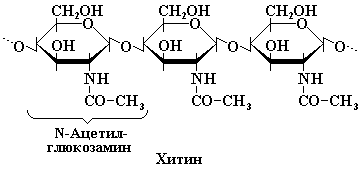 CH₂OH CH₂OH CH₂OH
O O O
O OH O OH O OH O
NH NH NH
CO–CH₃ CO–CH₃ CO–CH₃
N-Ацетил-
глюкозамин
Хитин